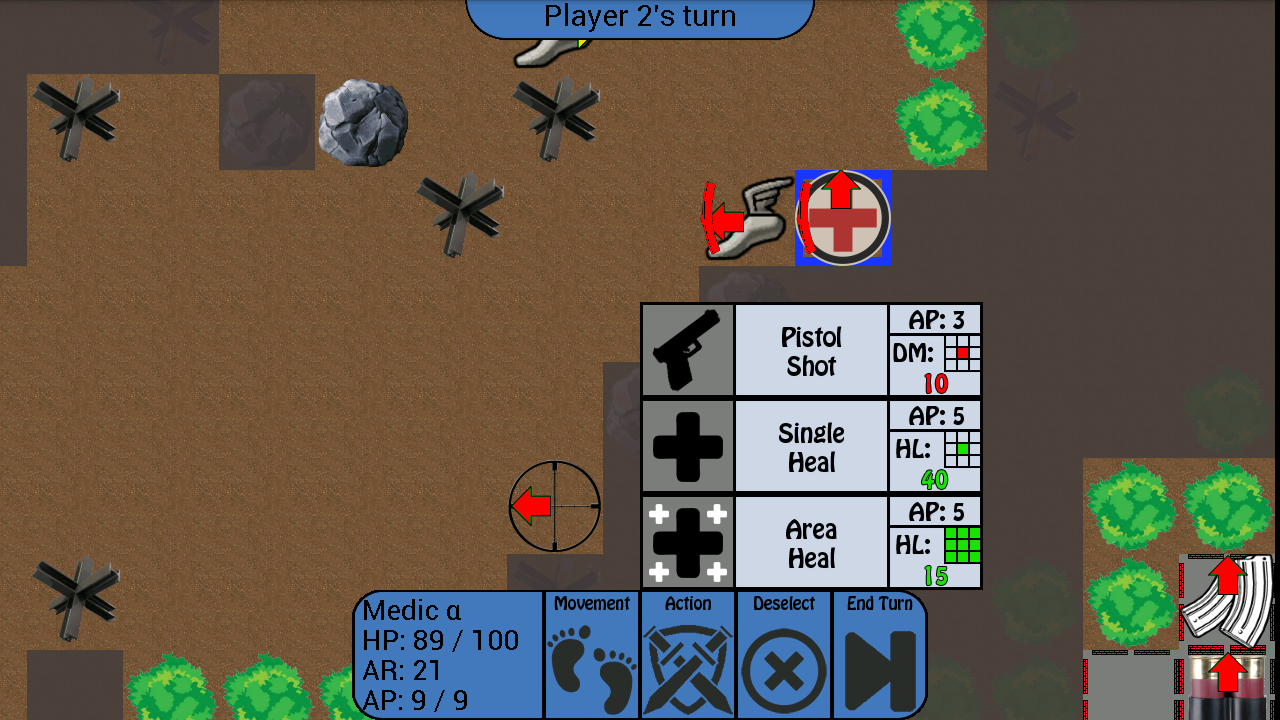 Player 2's turn
Pistol
Shot
AP: 3
DM:
10
Single
Heal
AP: 5
HL:
40
Area
Heal
AP: 5
HL:
15
Medic α
HP: 89 / 100
AR: 21
AP: 9 / 9
Movement
Action
Deselect
End Turn